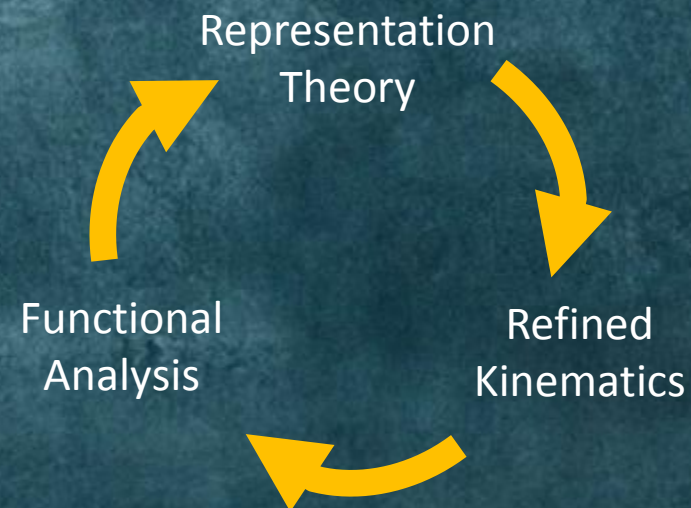 Representation
Theory
Functional
Analysis
Refined
Kinematics